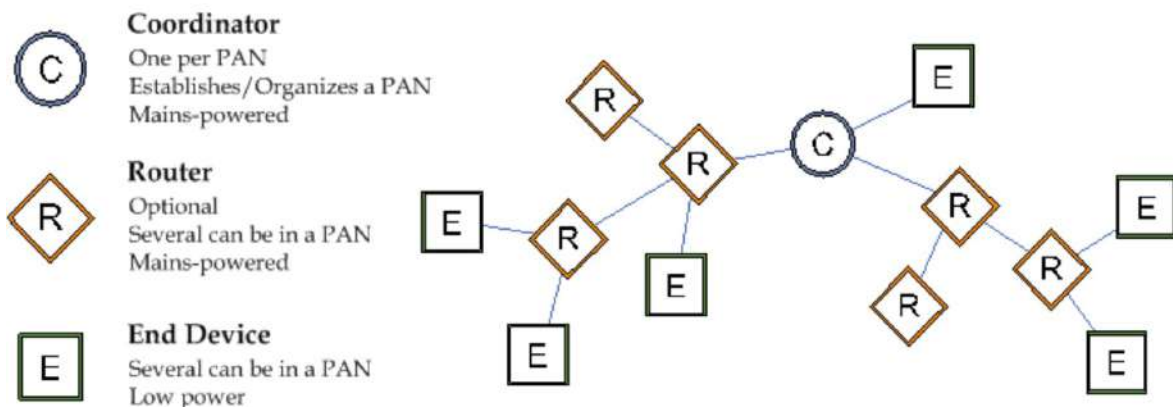 C
Coordinator
One per PAN
Establishes/Organizes a PAN
Mains-powered
R
Router
Optional
Several can be in a PAN
Mains-powered
E
End Device
Several can be in a PAN
Low power
E
R
C
R
E
R
E
R
R
E
R
E
E